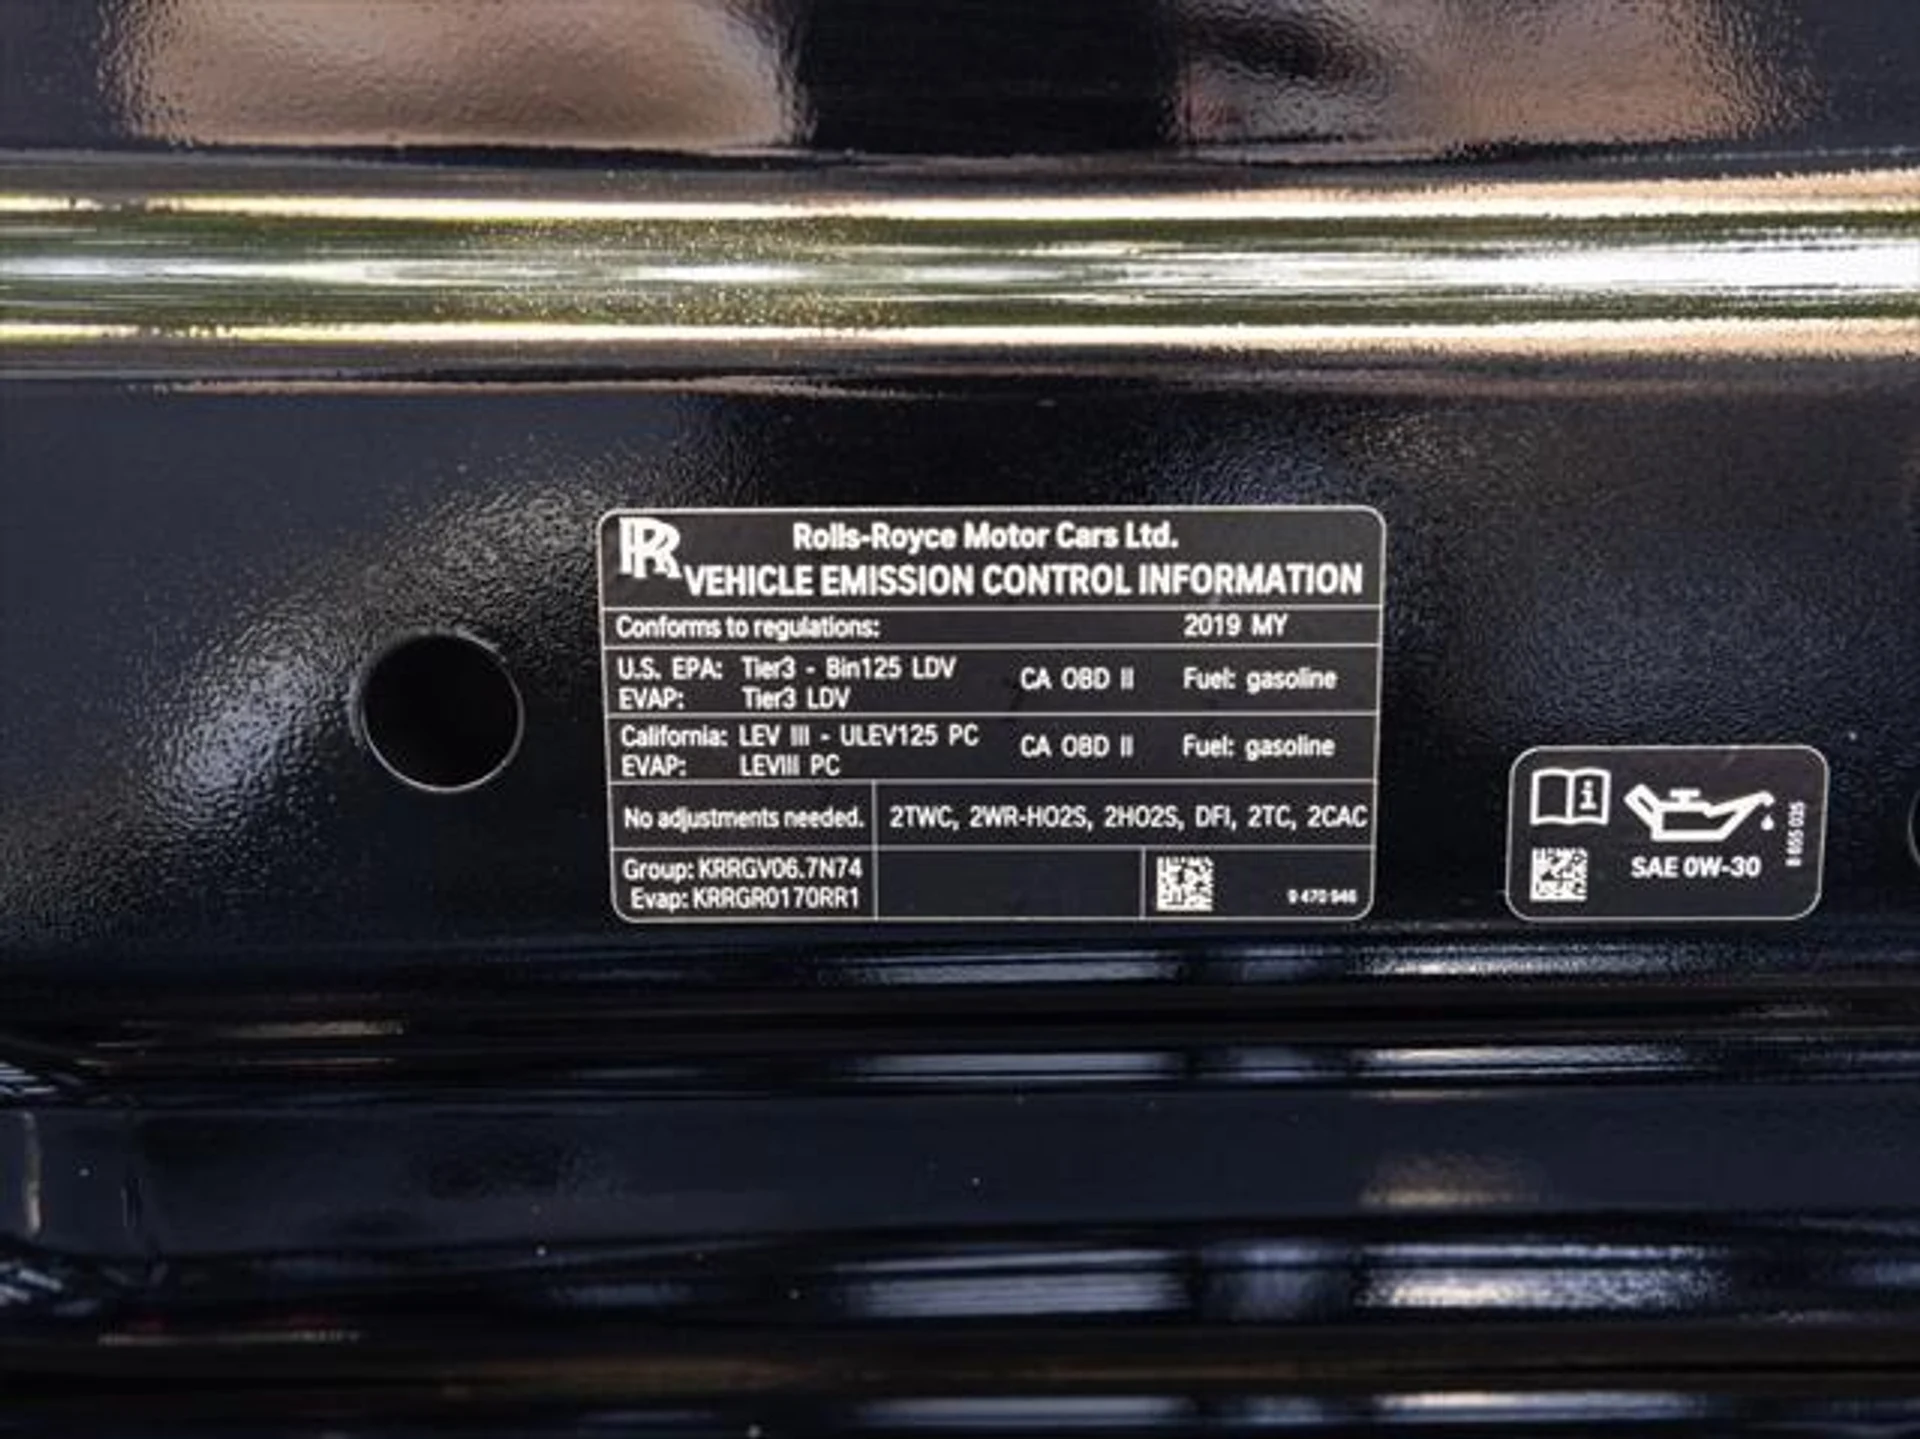 RR
Rolls-Royce Motor Cars Ltd.
VEHICLE EMISSION CONTROL INFORMATION
Conforms to regulations: 2019 MY
U.S. EPA: Tier3 - Bin125 LDV CA OBD II Fuel: gasoline
EVAP: Tier3 LDV
California: LEV III - ULEV125 PC CA OBD II Fuel: gasoline
EVAP: LEVIII PC
No adjustments needed. 2TWC, 2WR-HO2S, 2HO2S, DFI, 2TC, 2CAC
Group: KRRGV06.7N74
Evap: KRRGR0170RR1
9 470 946
i
SAE 0W-30